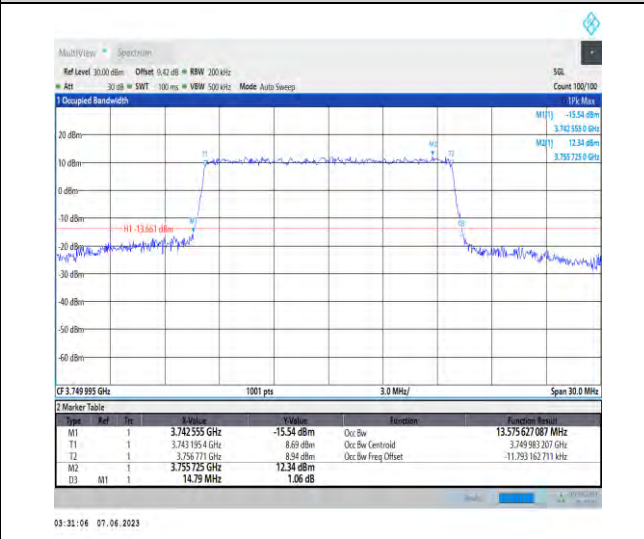 MultiView Spectrum
Ref Level 30.00 dBm Offset 9.42 dB RBW 200 kHz SGL
Att 30 dB SWT 100 ms VBW 500 kHz Mode Auto Sweep Count 100/100
1 Occupied Bandwidth 1Pk Max
M1[1] -15.54 dBm
3.742 555 0 GHz
M2[1] 12.34 dBm
3.755 725 0 GHz
20 dBm
M2
T1 T2
10 dBm
0 dBm
-10 dBm
M1 D3
H1 -13.661 dBm
-20 dBm
-30 dBm
-40 dBm
-50 dBm
-60 dBm
CF 3.749 995 GHz 1001 pts 3.0 MHz/ Span 30.0 MHz
2 Marker Table
Type Ref Trc X-Value Y-Value Function Function Result
M1 1 3.742 555 GHz -15.54 dBm Occ Bw 13.575 627 087 MHz
T1 1 3.743 195 4 GHz 8.69 dBm Occ Bw Centroid 3.749 983 207 GHz
T2 1 3.756 771 GHz 8.94 dBm Occ Bw Freq Offset -11.793 162 711 kHz
M2 1 3.755 725 GHz 12.34 dBm
D3 M1 1 14.79 MHz 1.06 dB
03:31:06 07.06.2023